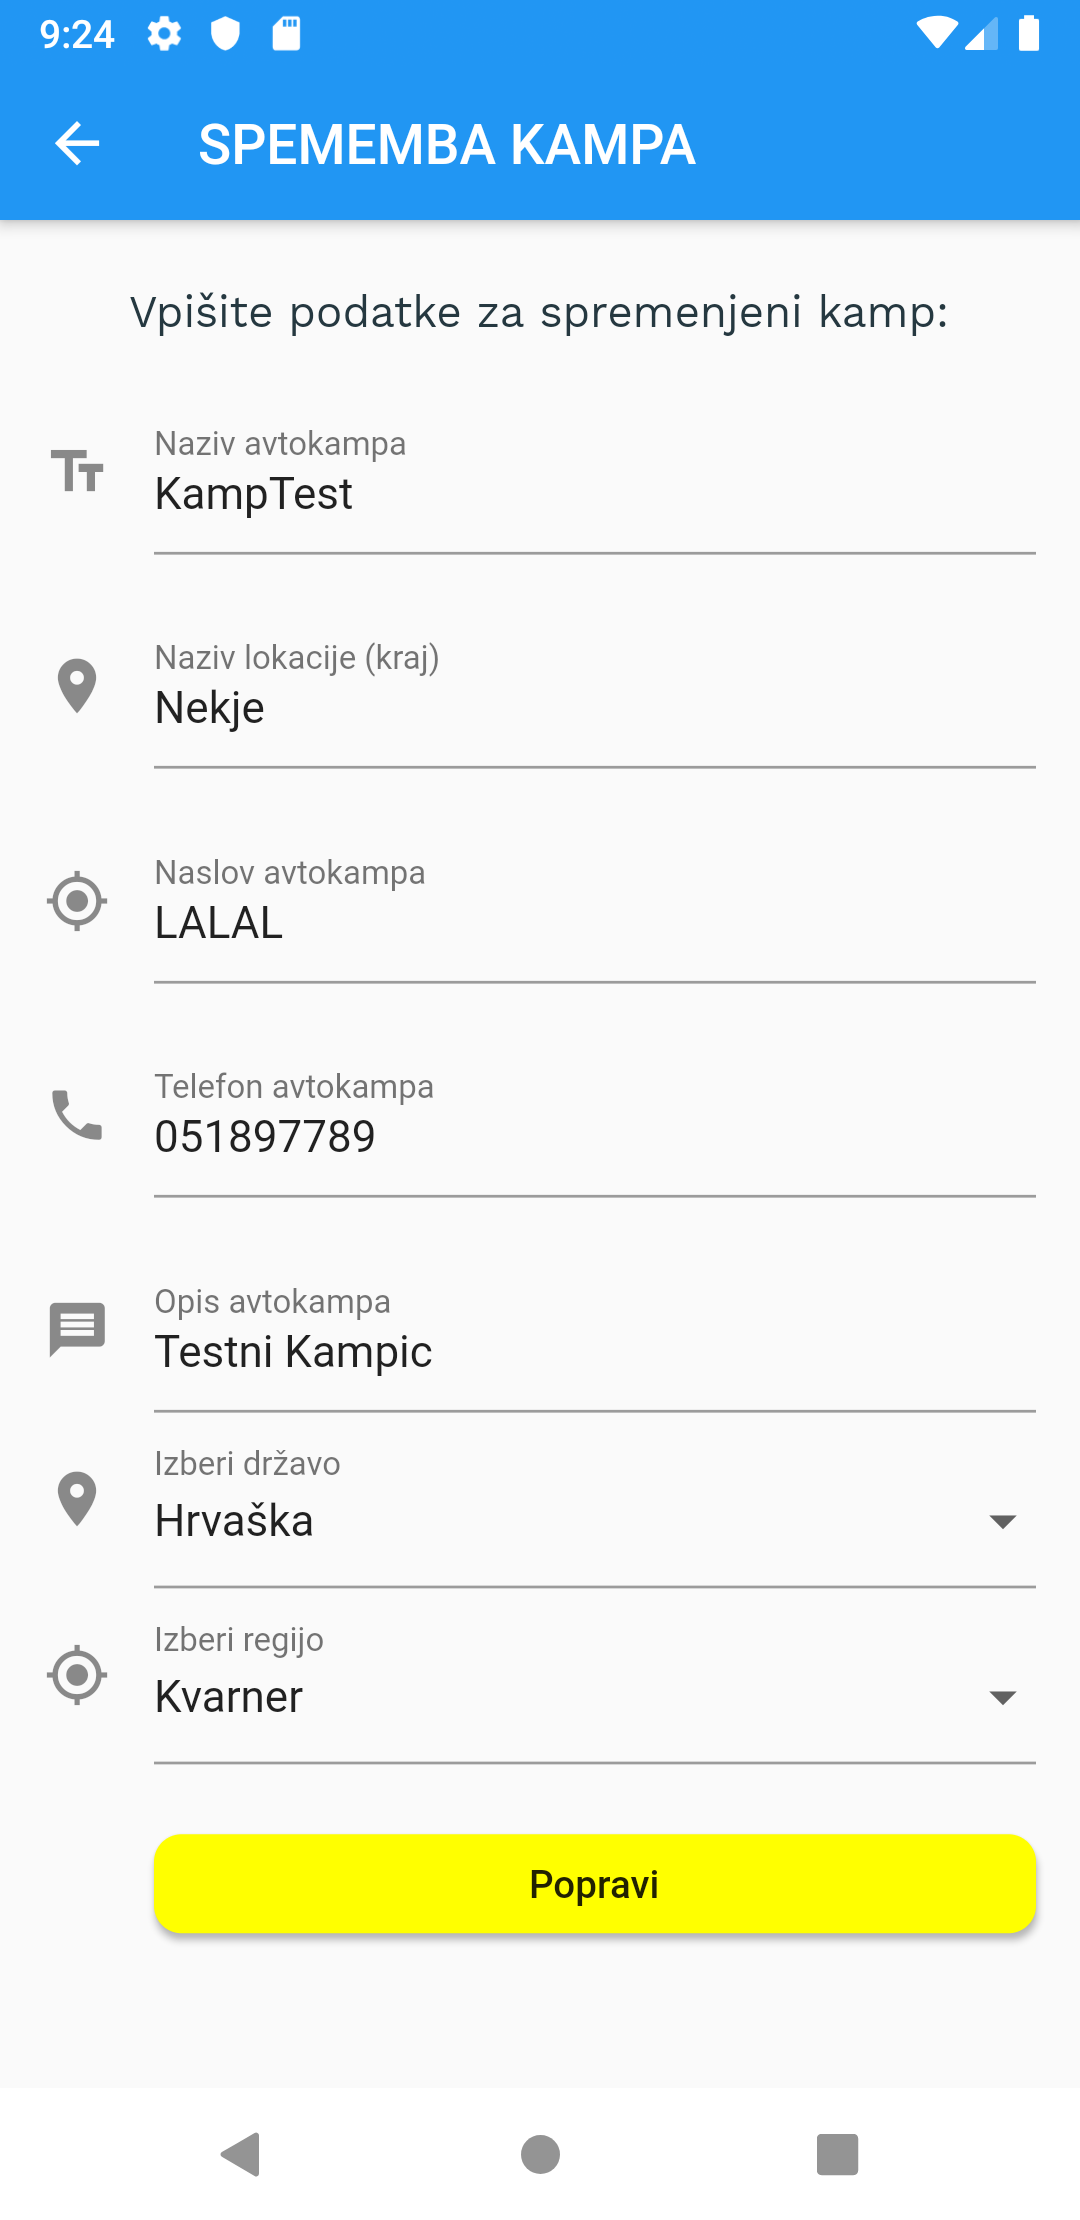 9:24
SPEMEMBA KAMPA
Vpišite podatke za spremenjeni kamp:
Naziv avtokampa
KampTest
Naziv lokacije (kraj)
Nekje
Naslov avtokampa
LALAL
Telefon avtokampa
051897789
Opis avtokampa
Testni Kampic
Izberi državo
Hrvaška
Izberi regijo
Kvarner
Popravi